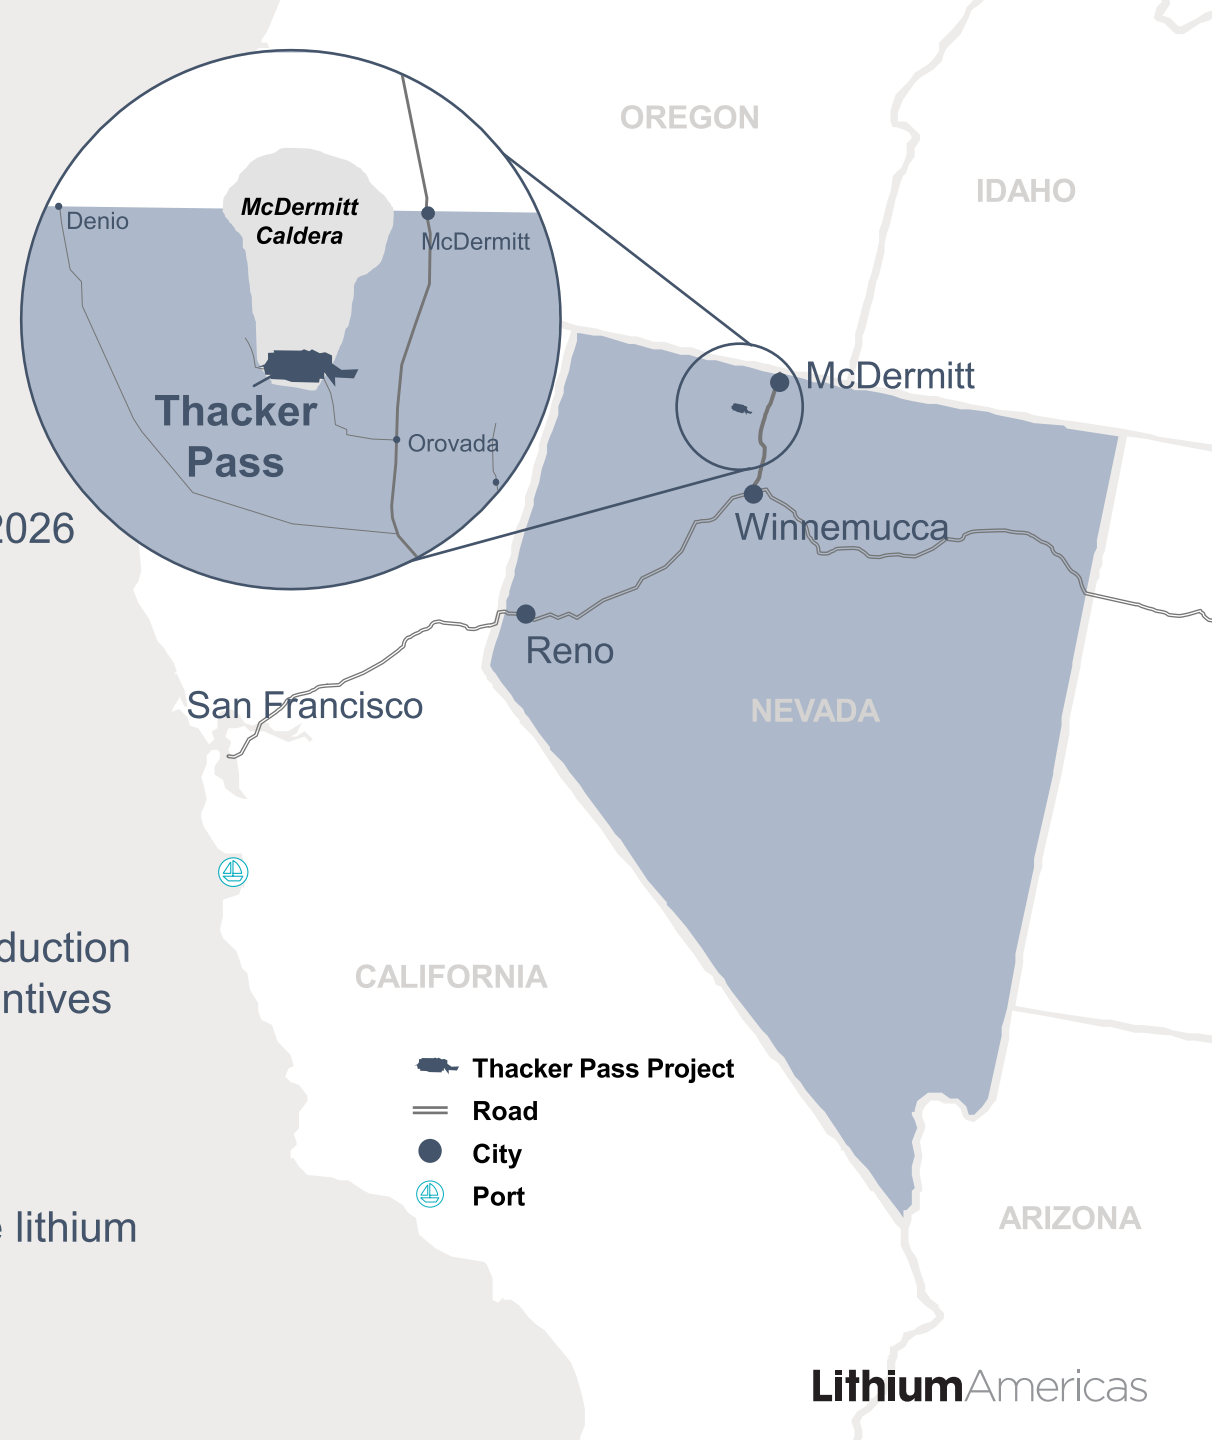 OREGON
IDAHO
McDermitt
Caldera
Denio
McDermitt
McDermitt
Thacker
Pass
Orovada
2026
Winnemucca
Reno
San Francisco
NEVADA
duction
ntives
CALIFORNIA
Thacker Pass Project
Road
City
Port
lithium
ARIZONA
LithiumAmericas